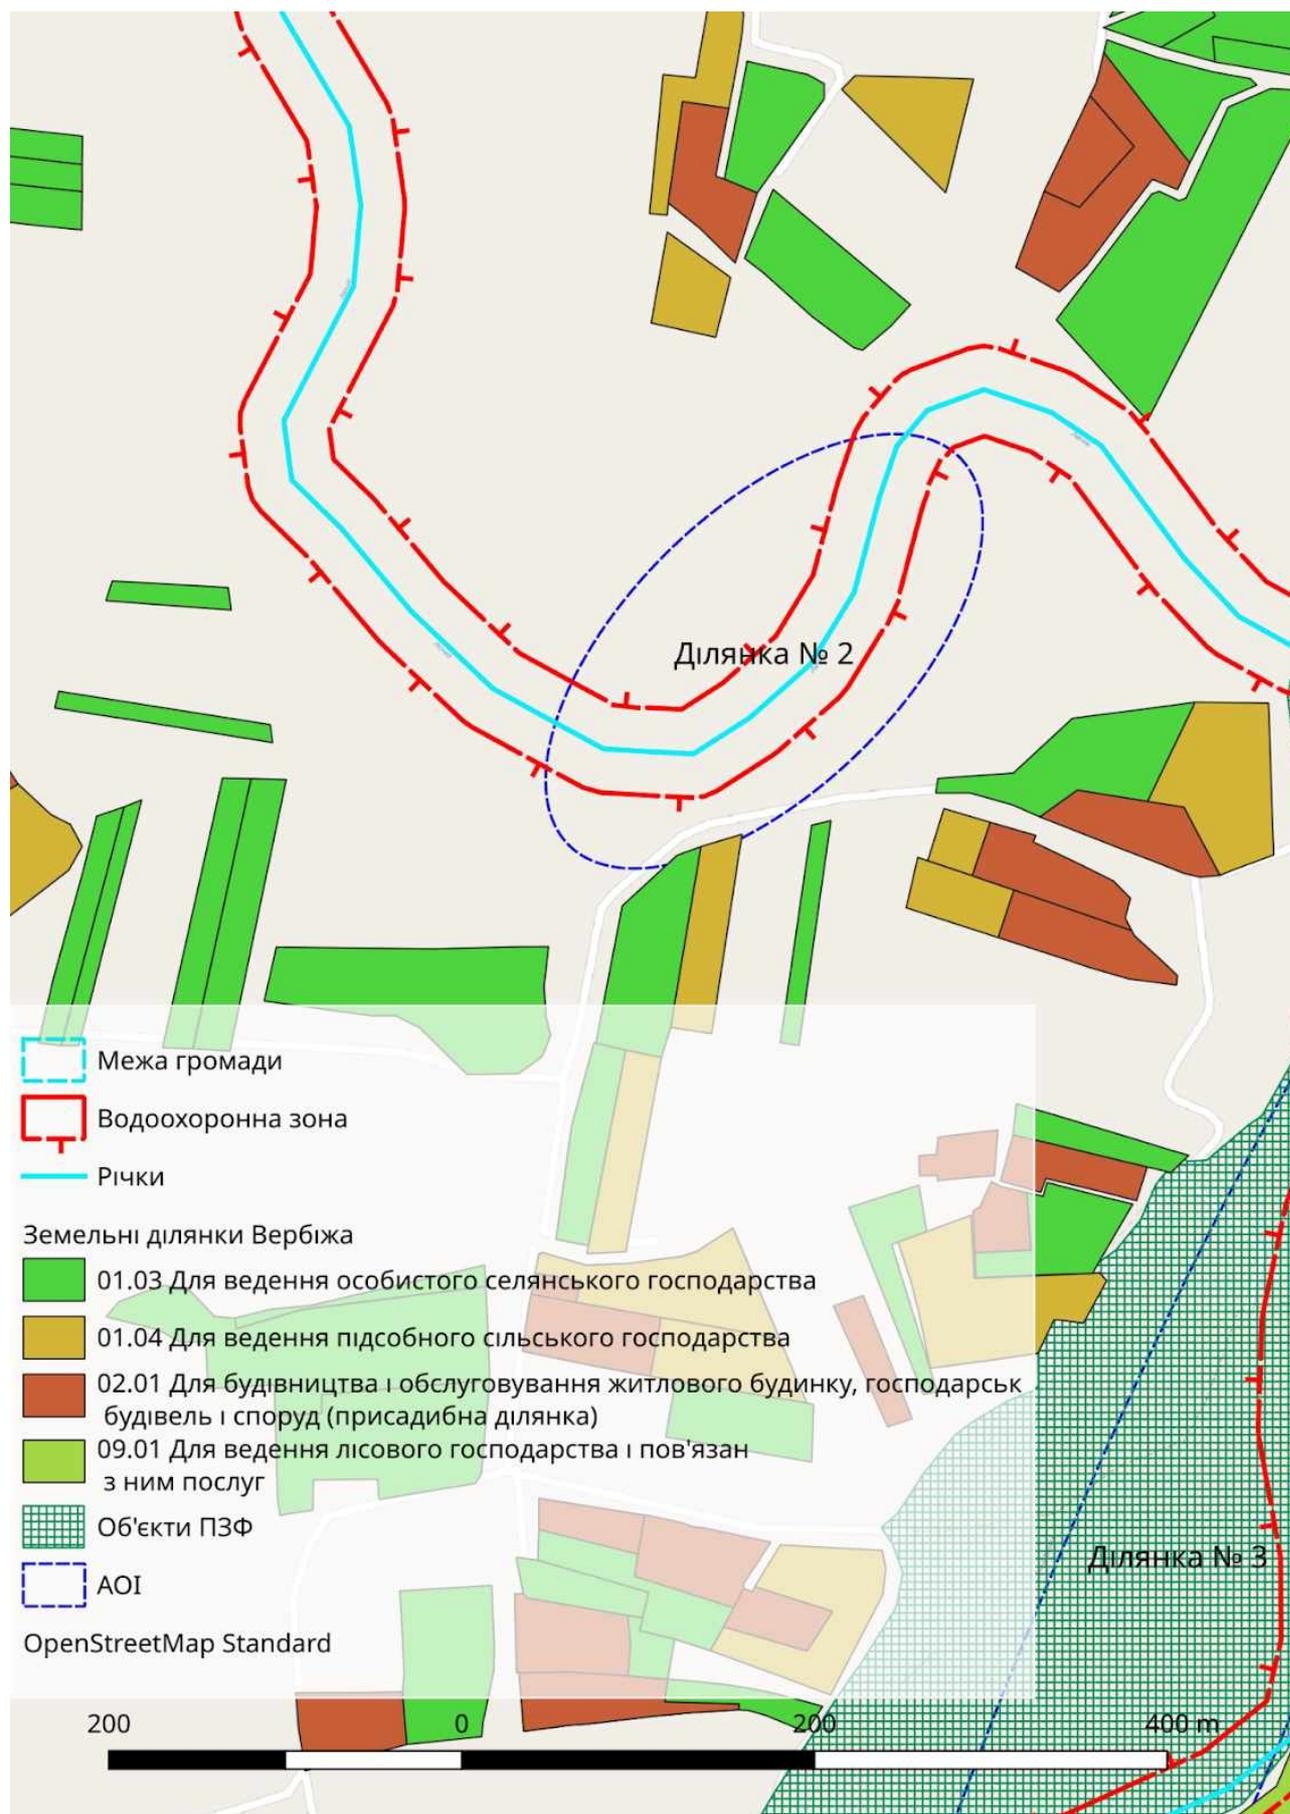 Ділянка № 2
Межа громади
Водоохоронна зона
Річки
Земельні ділянки Вербіжа
01.03 Для ведення особистого селянського господарства
01.04 Для ведення підсобного сільського господарства
02.01 Для будівництва і обслуговування житлового будинку, господарськ
будівель і споруд (присадибна ділянка)
09.01 Для ведення лісового господарства і пов'язан
з ним послуг
Об'єкти ПЗФ
Ділянка № 3
AOI
OpenStreetMap Standard
200 0 200 400 m